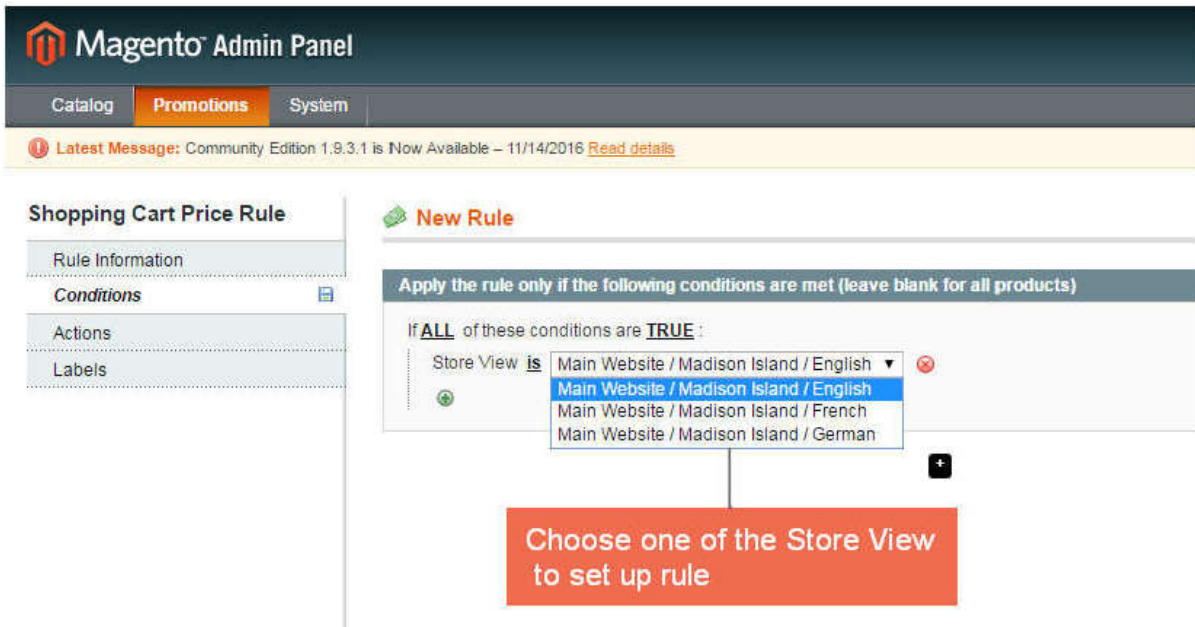 Magento™ Admin Panel
Catalog Promotions System
Latest Message: Community Edition 1.9.3.1 is Now Available – 11/14/2016 Read details
Shopping Cart Price Rule
Rule Information
Conditions
Actions
Labels
New Rule
Apply the rule only if the following conditions are met (leave blank for all products)
If ALL of these conditions are TRUE :
Store View is Main Website / Madison Island / English ▼
Main Website / Madison Island / English
Main Website / Madison Island / French
Main Website / Madison Island / German
+
Choose one of the Store View
to set up rule